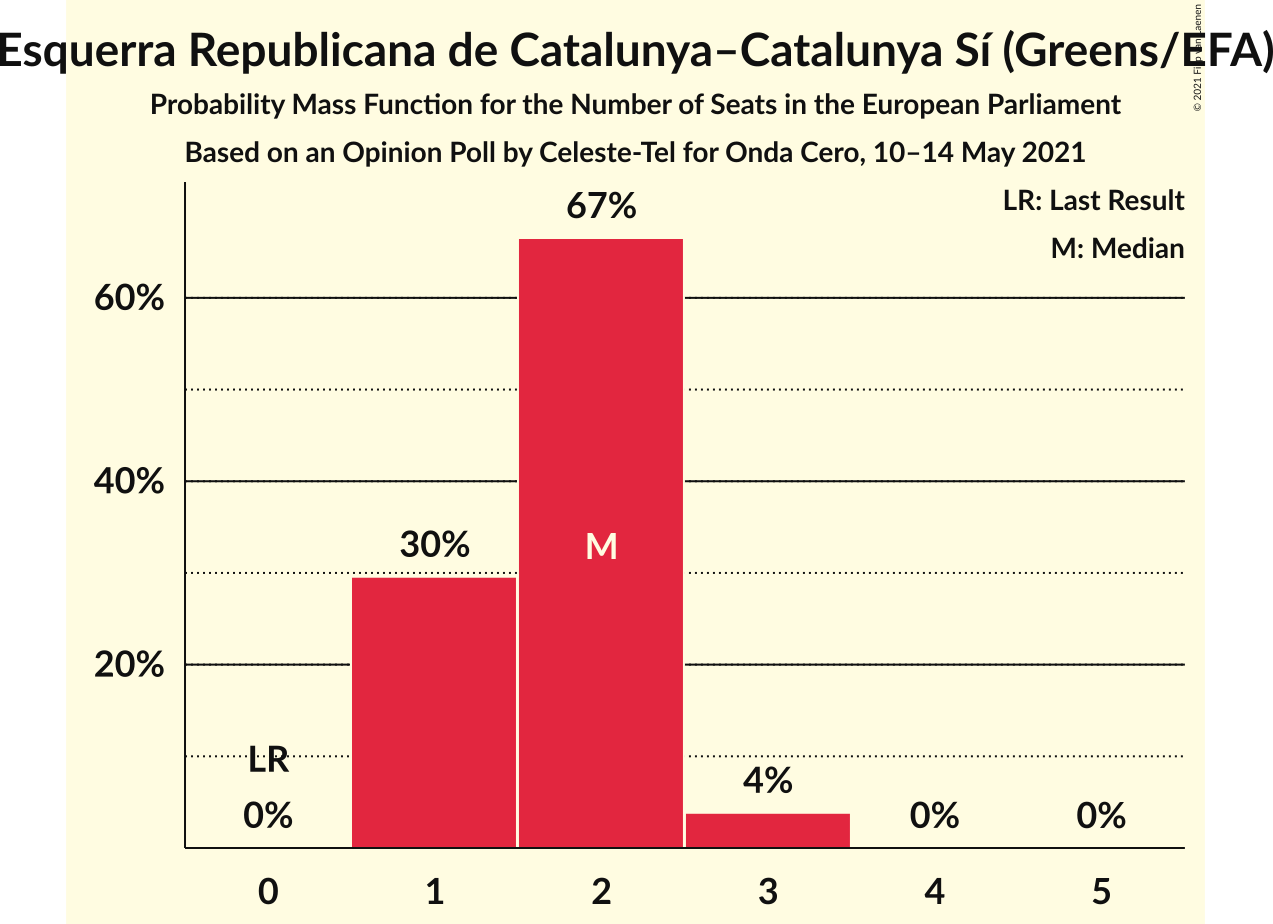 Esquerra Republicana de Catalunya–Catalunya Sí (Greens/EFA)
Probability Mass Function for the Number of Seats in the European Parliament
Based on an Opinion Poll by Celeste-Tel for Onda Cero, 10–14 May 2021
LR: Last Result
M: Median
67%
60%
40%
30%
M
20%
LR
4%
0%
0%
0%
0 1 2 3 4 5
© 2021